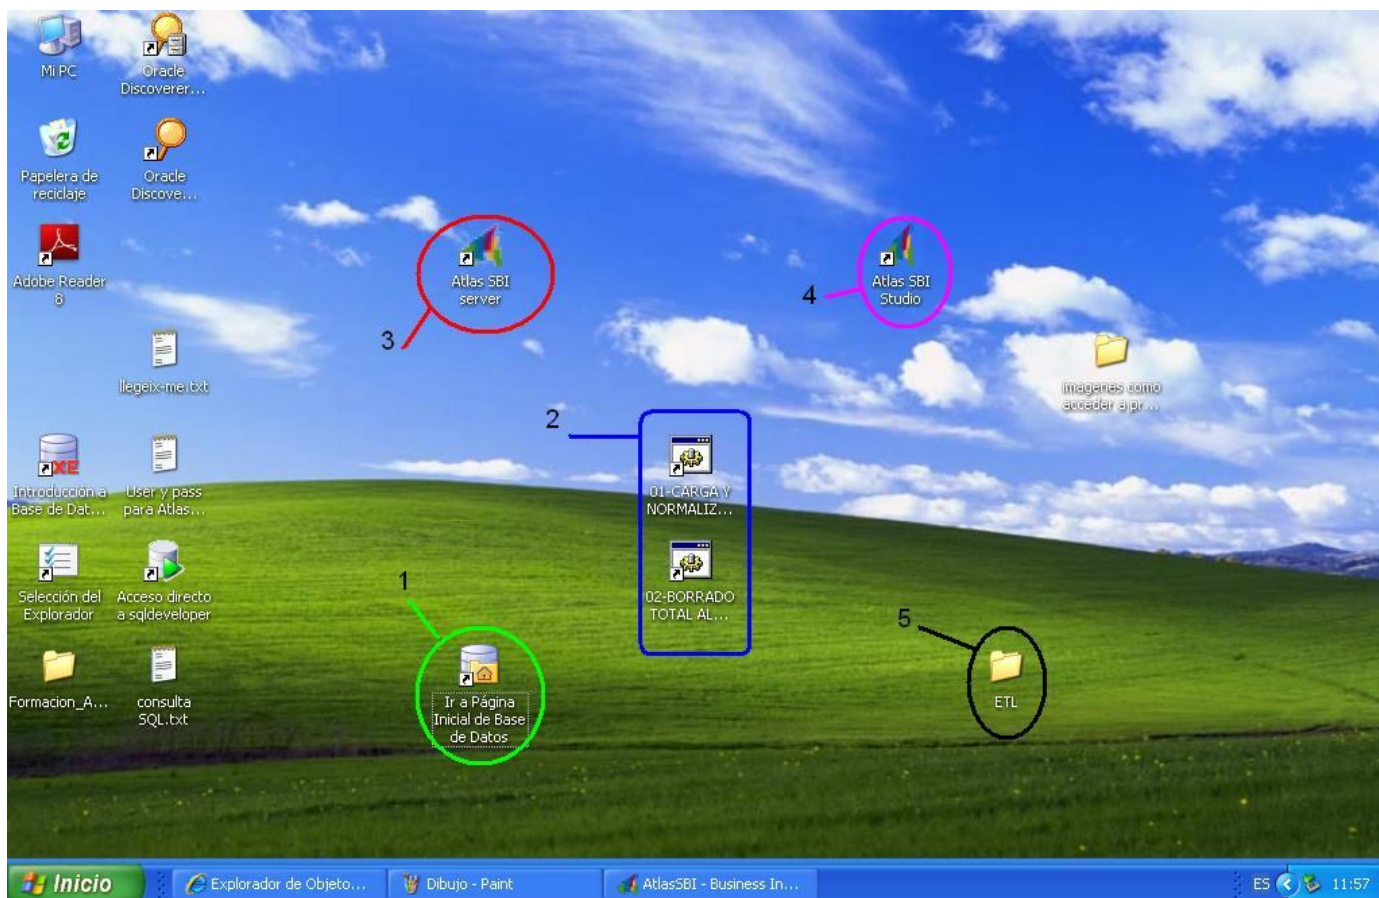 Mi PC
Oracle
Discoverer...
Papelera de
reciclaje
Oracle
Discove...
Adobe Reader
8
Atlas SBI
server
3
Atlas SBI
Studio
4
llegeix-me.txt
imagenes como
acceder a pr...
2
XE
Introducción a
Base de Dat...
User y pass
para Atlas...
01-CARGA Y
NORMALIZ...
Selección del
Explorador
Acceso directo
a sqldeveloper
1
02-BORRADO
TOTAL AL...
5
Formacion_A...
consulta
SQL.txt
Ir a Página
Inicial de Base
de Datos
ETL
Inicio
Explorador de Objeto...
Dibujo - Paint
AtlasSBI - Business In...
ES
11:57